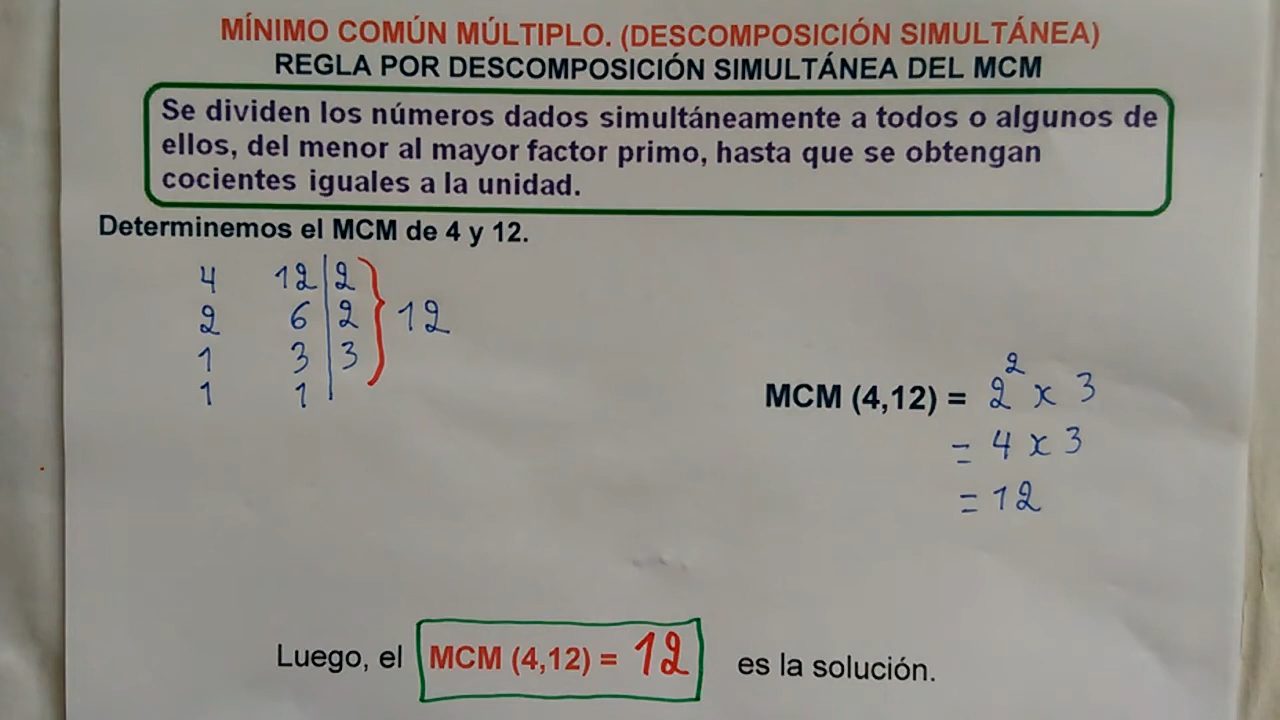 MÍNIMO COMÚN MÚLTIPLO. (DESCOMPOSICIÓN SIMULTÁNEA)
REGLA POR DESCOMPOSICIÓN SIMULTÁNEA DEL MCM
Se dividen los números dados simultáneamente a todos o algunos de
ellos, del menor al mayor factor primo, hasta que se obtengan
cocientes iguales a la unidad.
Determinemos el MCM de 4 y 12.
4 12 | 2
2 6 | 2 } 12
1 3 | 3
1 1 |
MCM (4,12) = 2² x 3
= 4 x 3
= 12
Luego, el MCM (4,12) = 12 es la solución.